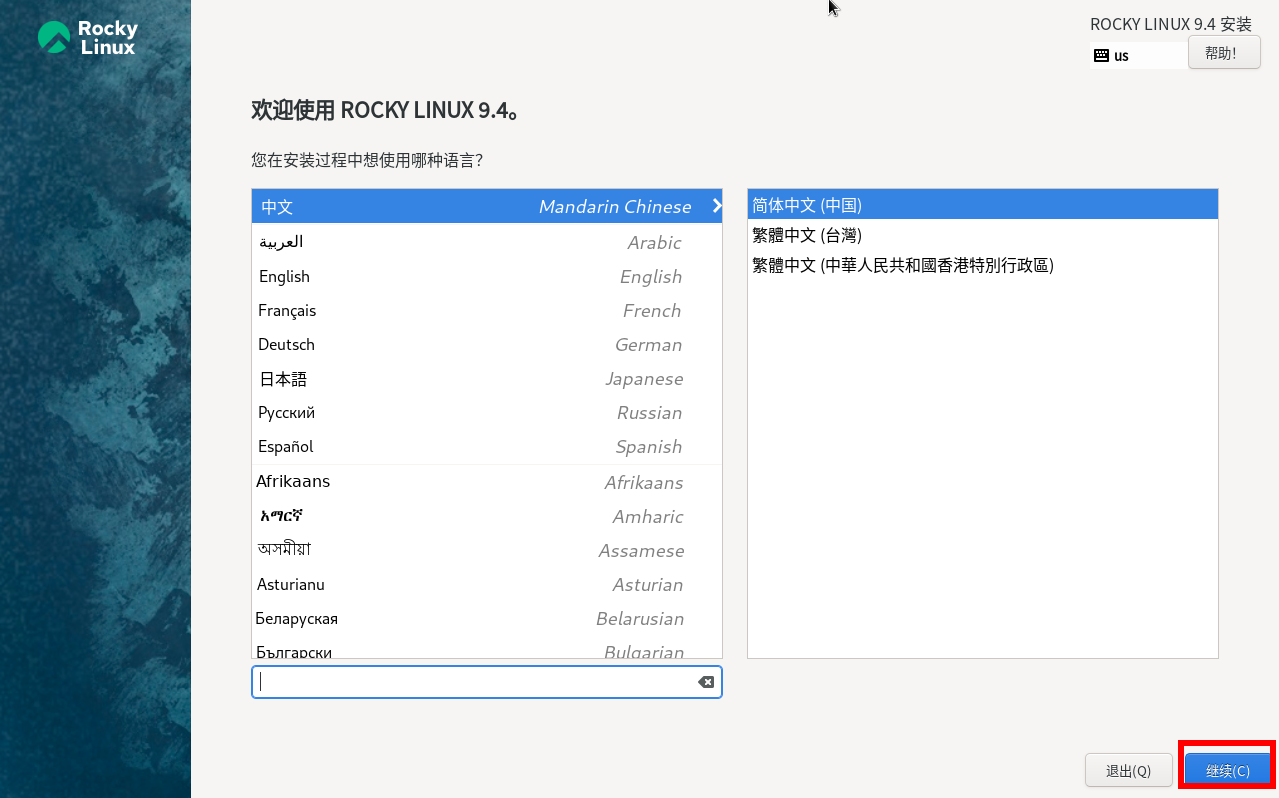 Rocky
Linux
ROCKY LINUX 9.4 安装
us
帮助！
欢迎使用 ROCKY LINUX 9.4。
您在安装过程中想使用哪种语言？
中文 Mandarin Chinese
العربية Arabic
English English
Français French
Deutsch German
日本語 Japanese
Русский Russian
Español Spanish
Afrikaans Afrikaans
አማርኛ Amharic
অসমীয়া Assamese
Asturianu Asturian
Беларуская Belarusian
Български Bulgarian
简体中文 (中国)
繁體中文 (台灣)
繁體中文 (中華人民共和國香港特別行政區)
退出(Q)
继续(C)